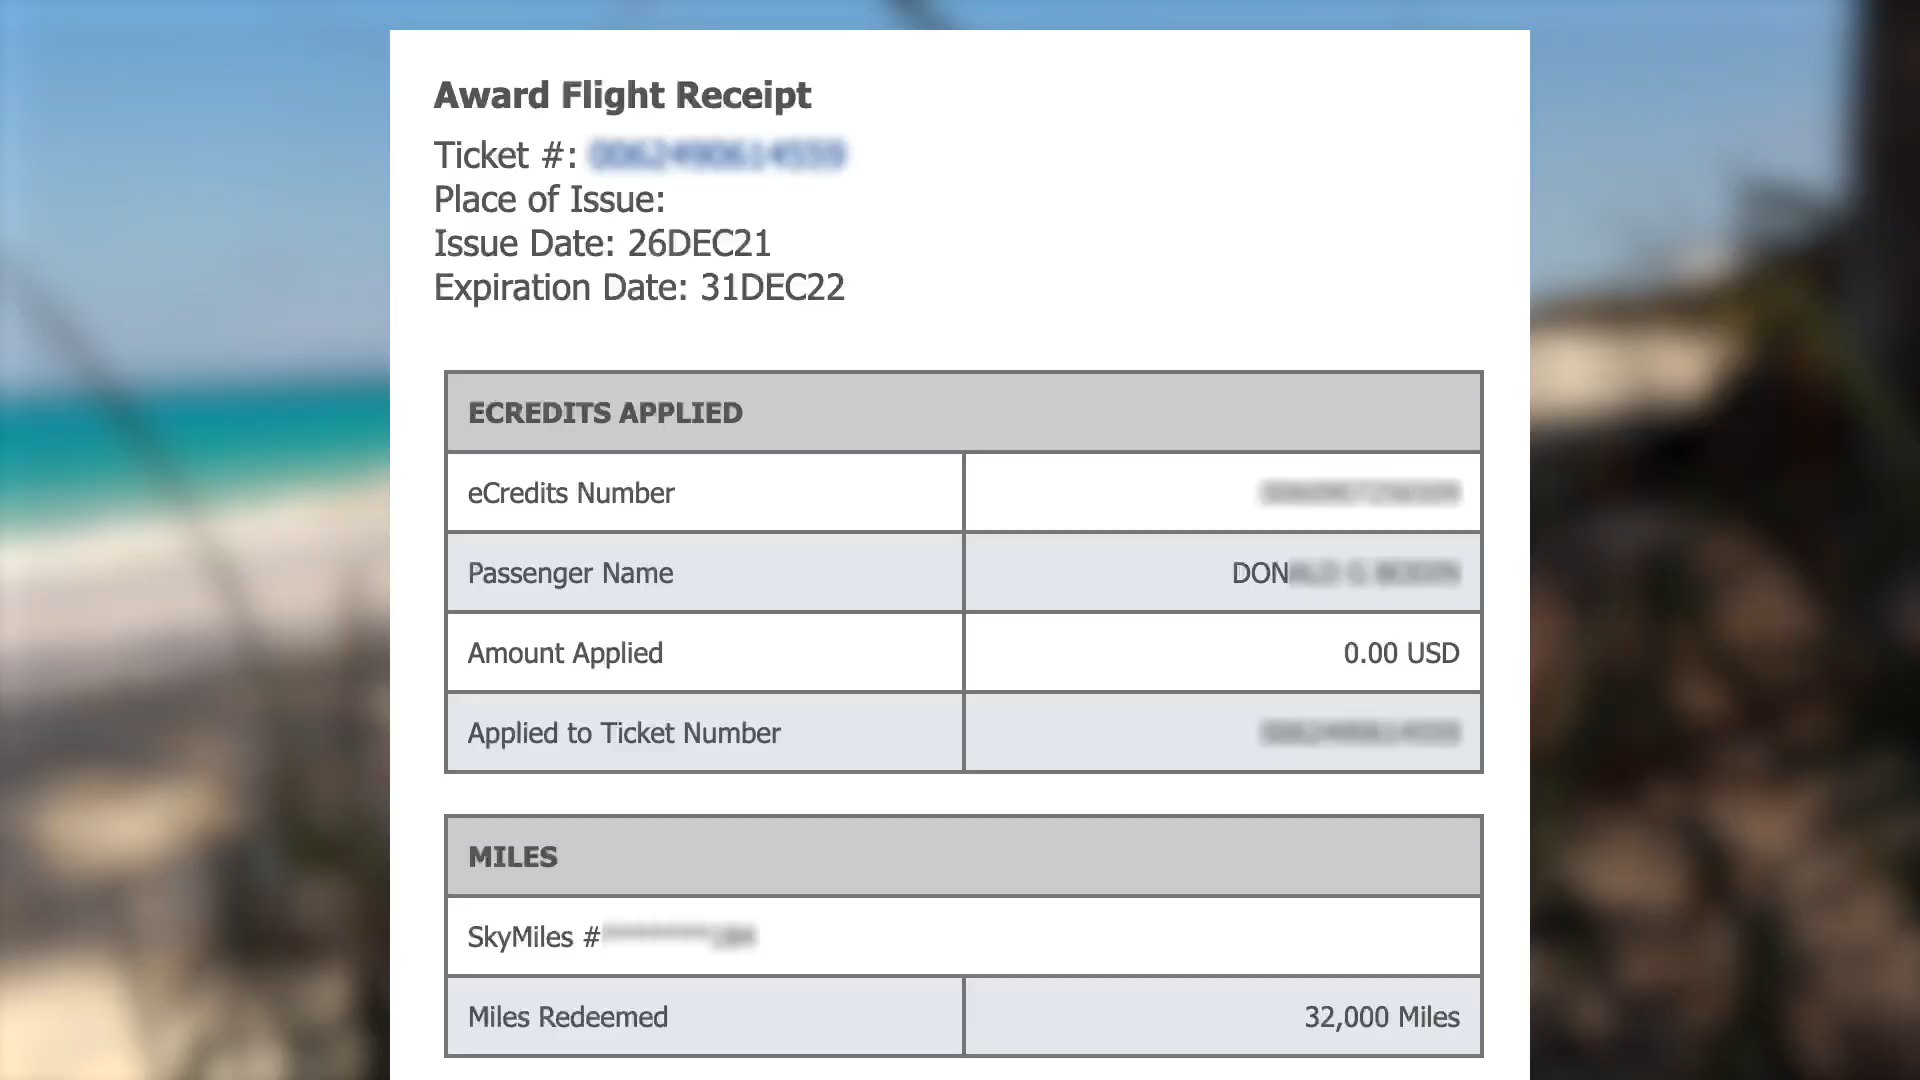 Award Flight Receipt
Ticket #:
Place of Issue:
Issue Date: 26DEC21
Expiration Date: 31DEC22
ECREDITS APPLIED
eCredits Number
Passenger Name DON
Amount Applied 0.00 USD
Applied to Ticket Number
MILES
SkyMiles #
Miles Redeemed 32,000 Miles